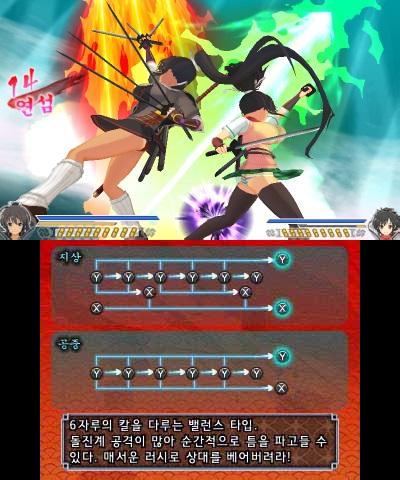 14
연섬
지상
Y
Y Y Y Y Y Y
X X
X X
공중
Y
Y Y Y Y Y Y
X
6자루의 칼을 다루는 밸런스 타입.
돌진계 공격이 많아 순간적으로 틈을 파고들 수
있다. 매서운 러시로 상대를 베어버려라!